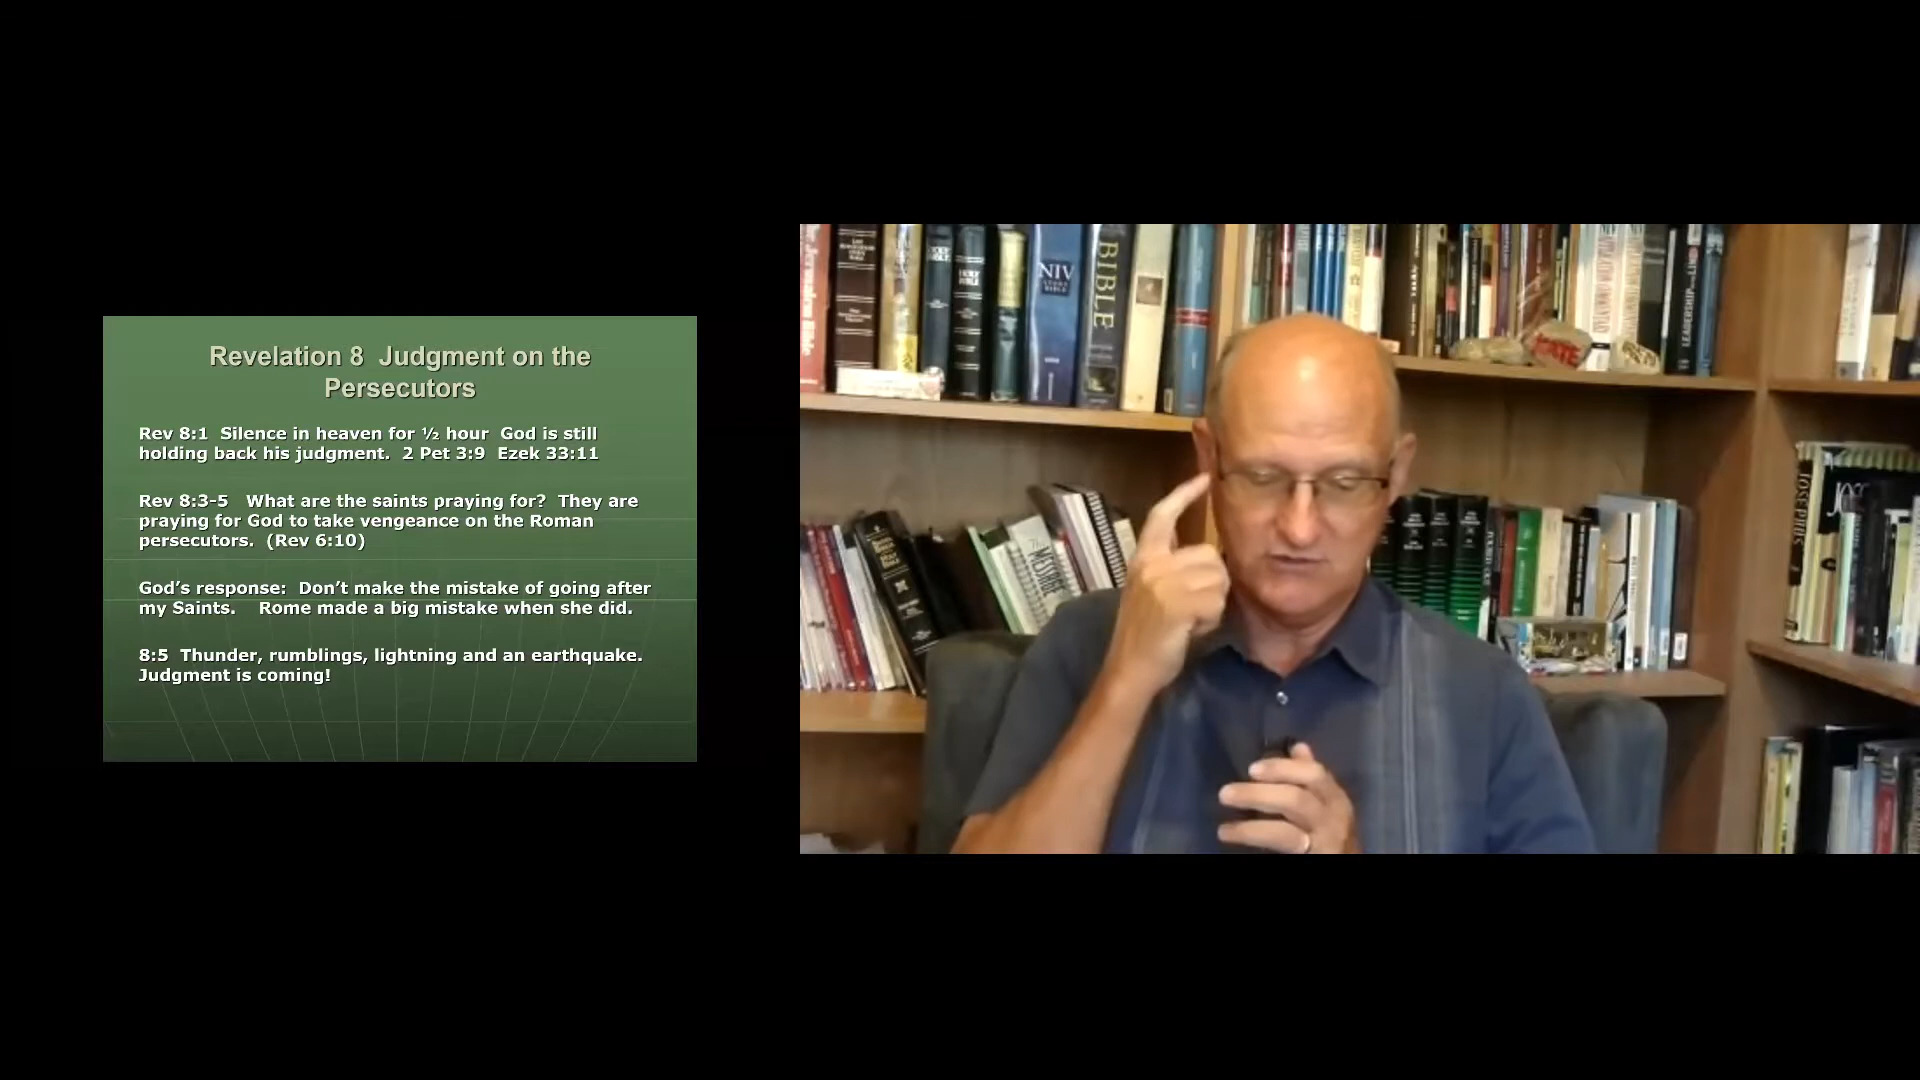 Revelation 8  Judgment on the
Persecutors
Rev 8:1  Silence in heaven for ½ hour  God is still
holding back his judgment.  2 Pet 3:9  Ezek 33:11
Rev 8:3-5   What are the saints praying for?  They are
praying for God to take vengeance on the Roman
persecutors.  (Rev 6:10)
God’s response:  Don’t make the mistake of going after
my Saints.    Rome made a big mistake when she did.
8:5  Thunder, rumblings, lightning and an earthquake.
Judgment is coming!
NIV
BIBLE
HOLY
BIBLE
THE
MESSAGE
LEADERSHIP
JOSEPHUS